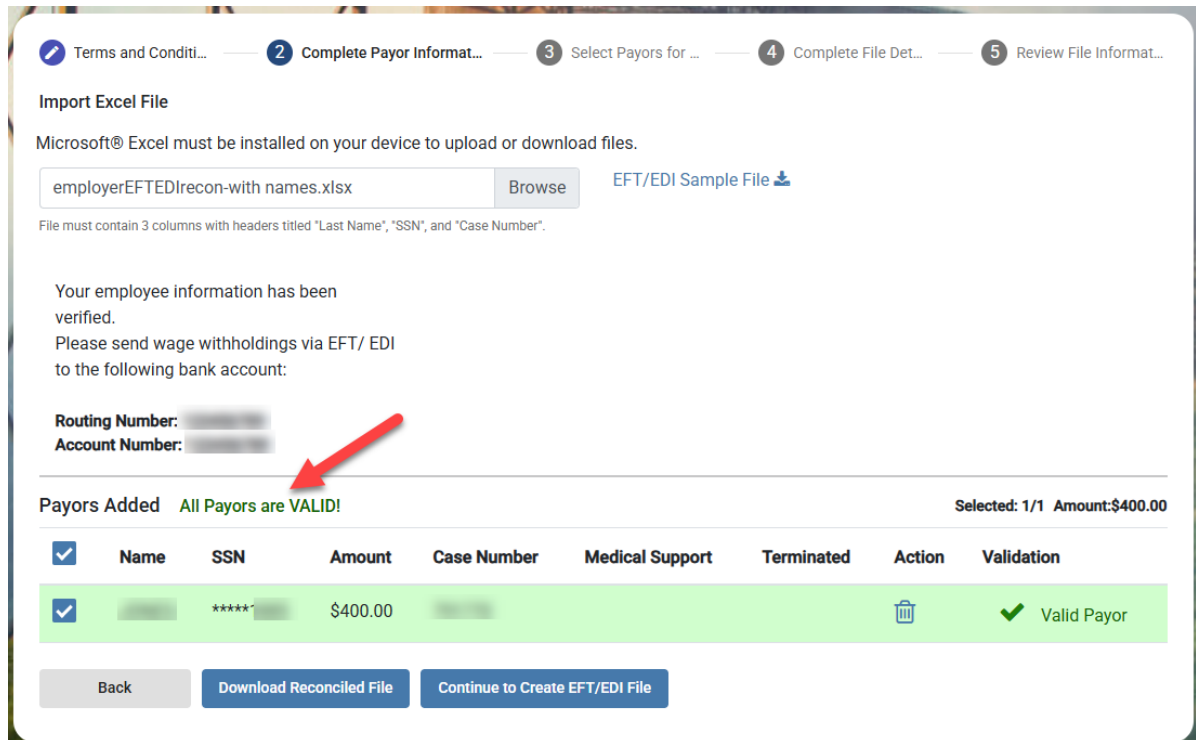 Terms and Conditi... 2 Complete Payor Informat... 3 Select Payors for ... 4 Complete File Det... 5 Review File Informat...
Import Excel File
Microsoft® Excel must be installed on your device to upload or download files.
employerEFTEDIrecon-with names.xlsx Browse EFT/EDI Sample File
File must contain 3 columns with headers titled "Last Name", "SSN", and "Case Number".
Your employee information has been
verified.
Please send wage withholdings via EFT/ EDI
to the following bank account:
Routing Number:
Account Number:
Payors Added All Payors are VALID! Selected: 1/1 Amount:$400.00
Name SSN Amount Case Number Medical Support Terminated Action Validation
***** $400.00 Valid Payor
Back Download Reconciled File Continue to Create EFT/EDI File